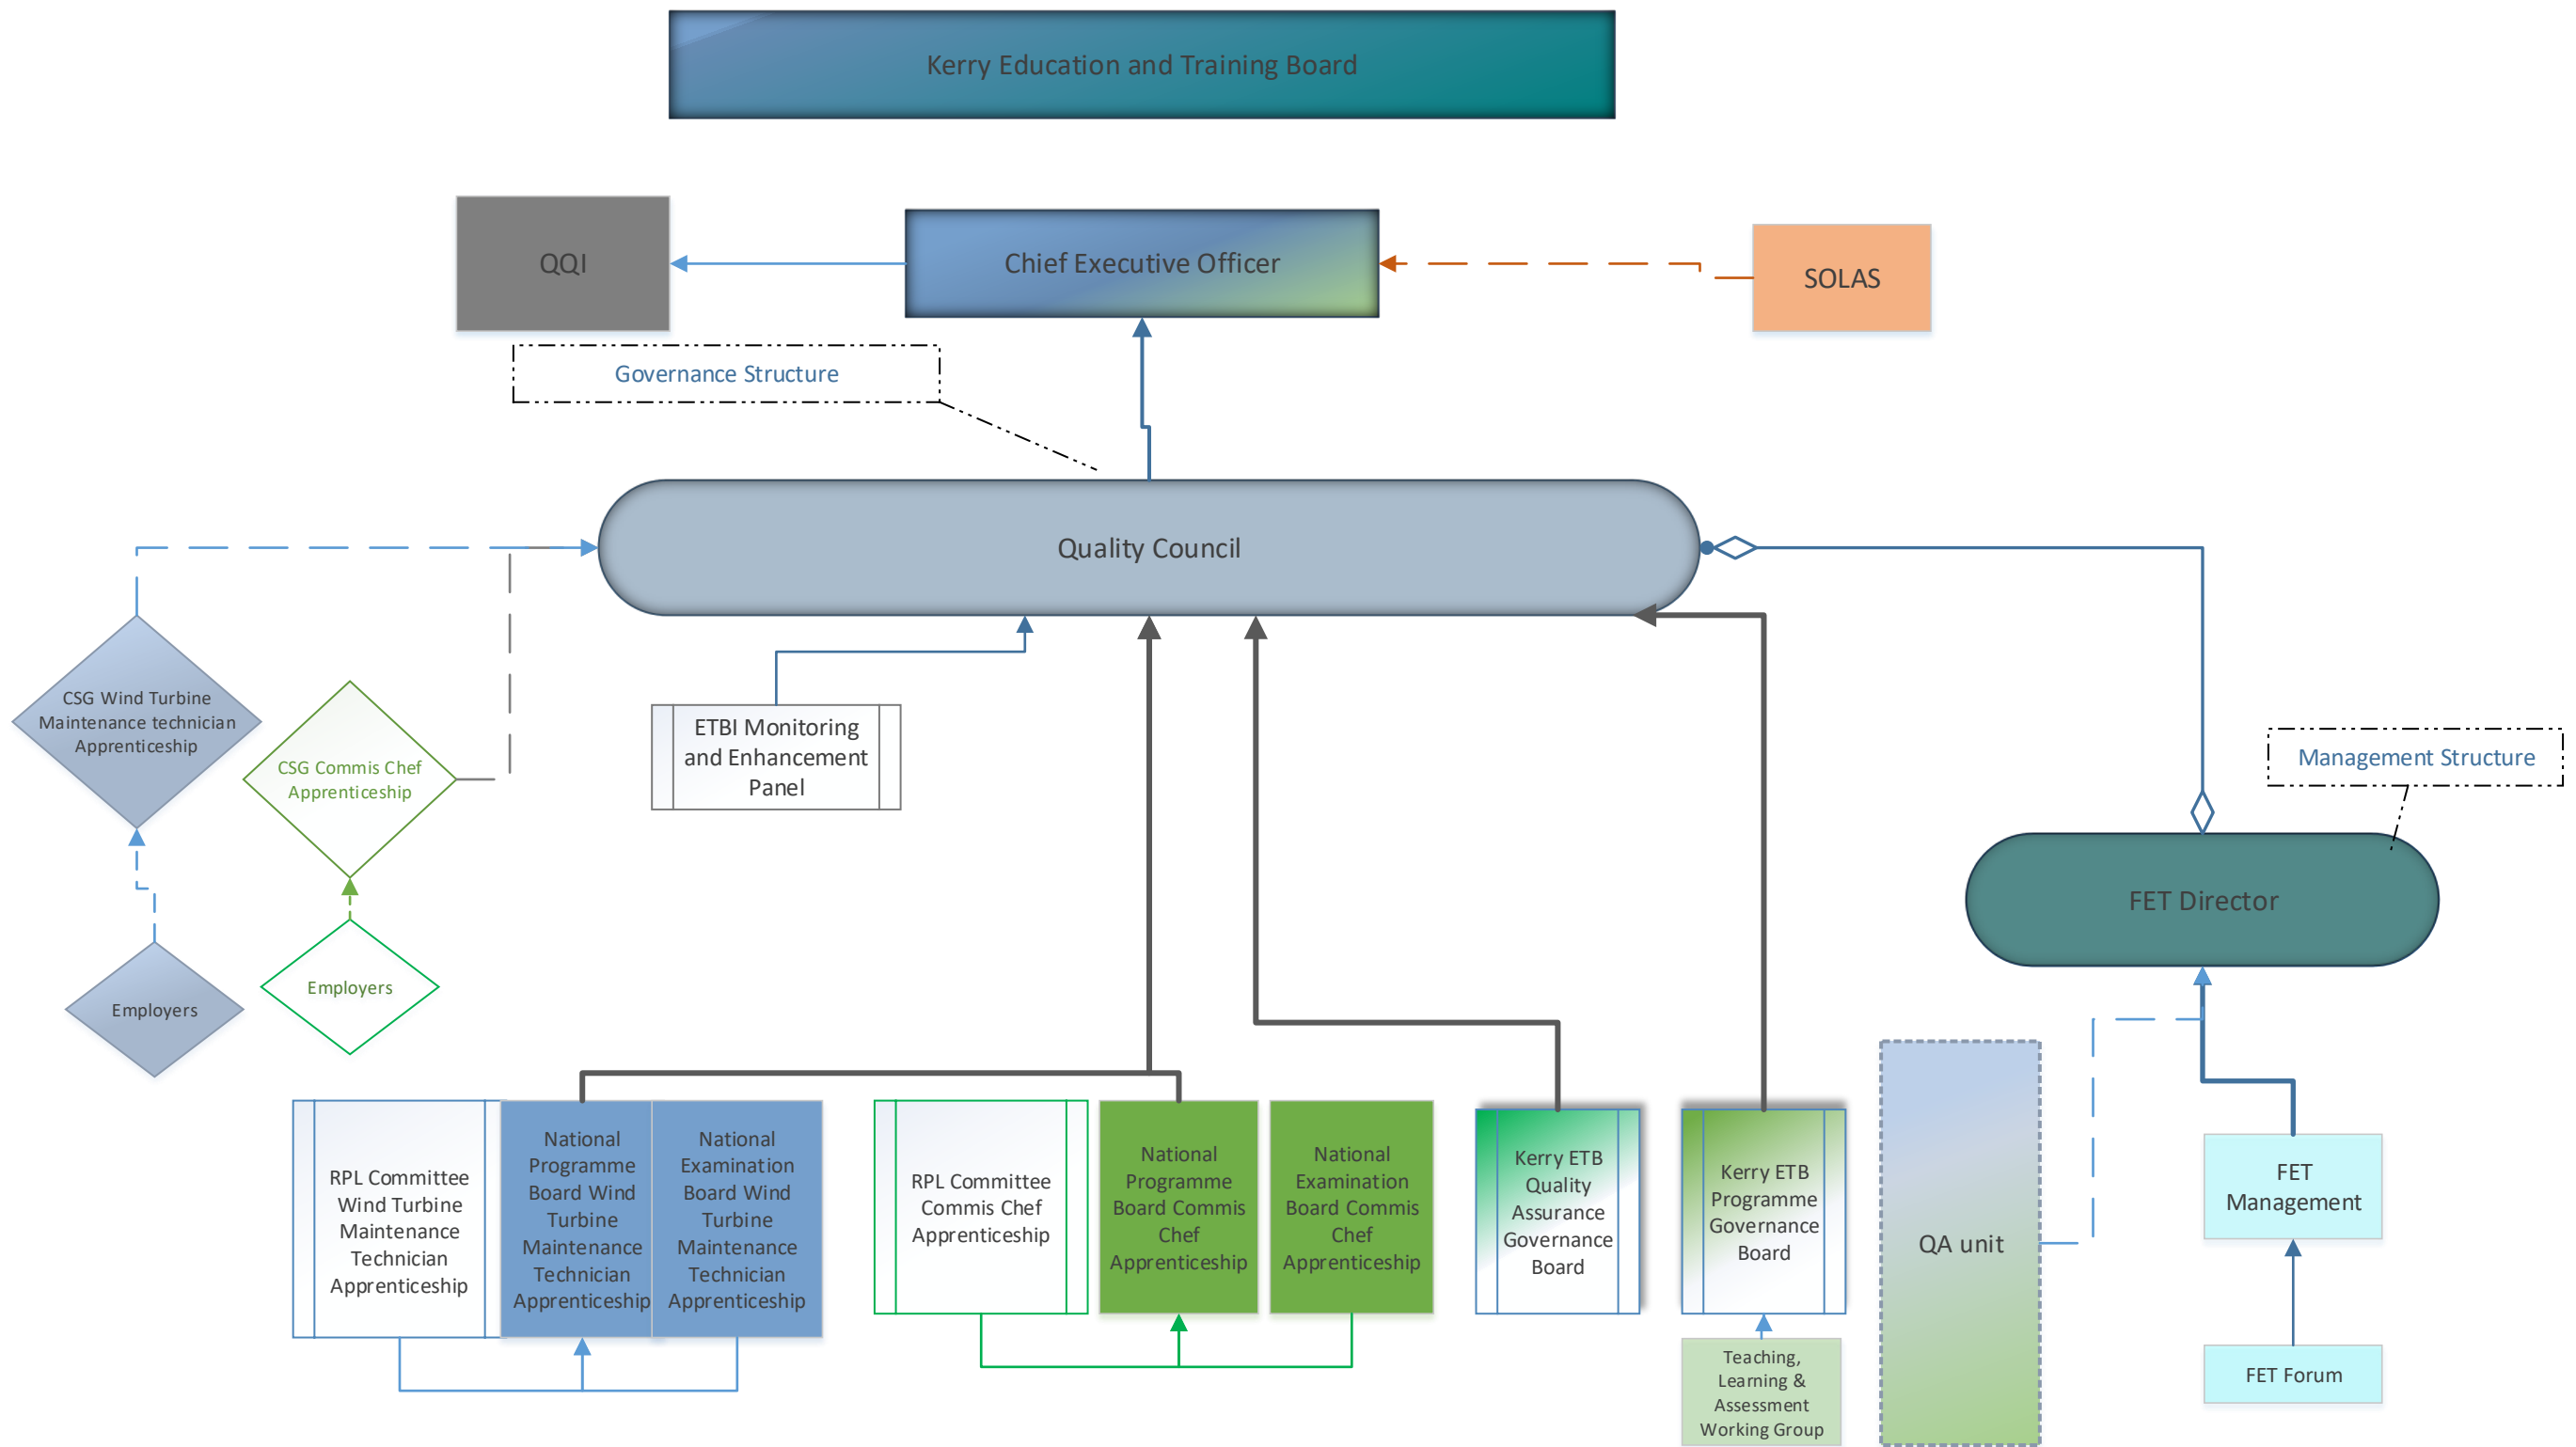 Kerry Education and Training Board
QQI
Chief Executive Officer
SOLAS
Governance Structure
Quality Council
CSG Wind Turbine
Maintenance technician
Apprenticeship
CSG Commis Chef
Apprenticeship
ETBI Monitoring
and Enhancement
Panel
Management Structure
FET Director
Employers
Employers
RPL Committee
Wind Turbine
Maintenance
Technician
Apprenticeship
National
Programme
Board Wind
Turbine
Maintenance
Technician
Apprenticeship
National
Examination
Board Wind
Turbine
Maintenance
Technician
Apprenticeship
RPL Committee
Commis Chef
Apprenticeship
National
Programme
Board Commis
Chef
Apprenticeship
National
Examination
Board Commis
Chef
Apprenticeship
Kerry ETB
Quality
Assurance
Governance
Board
Kerry ETB
Programme
Governance
Board
Teaching,
Learning &
Assessment
Working Group
QA unit
FET
Management
FET Forum